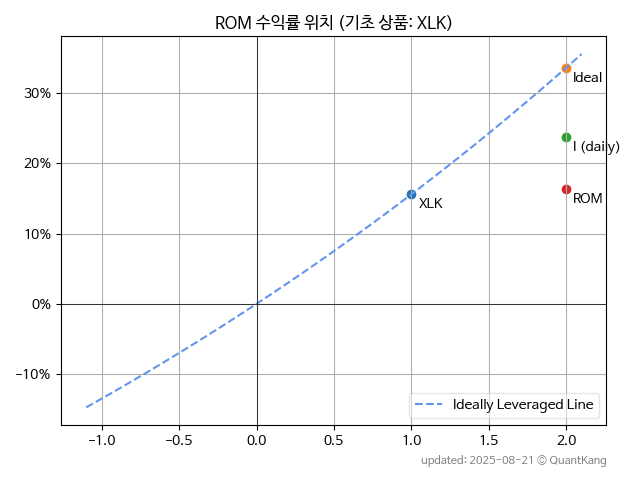 ROM 수익률 위치 (기초 상품: XLK)
30%
20%
10%
0%
−10%
Ideal
I (daily)
ROM
XLK
Ideally Leveraged Line
−1.0 −0.5 0.0 0.5 1.0 1.5 2.0
updated: 2025-08-21 © QuantKang